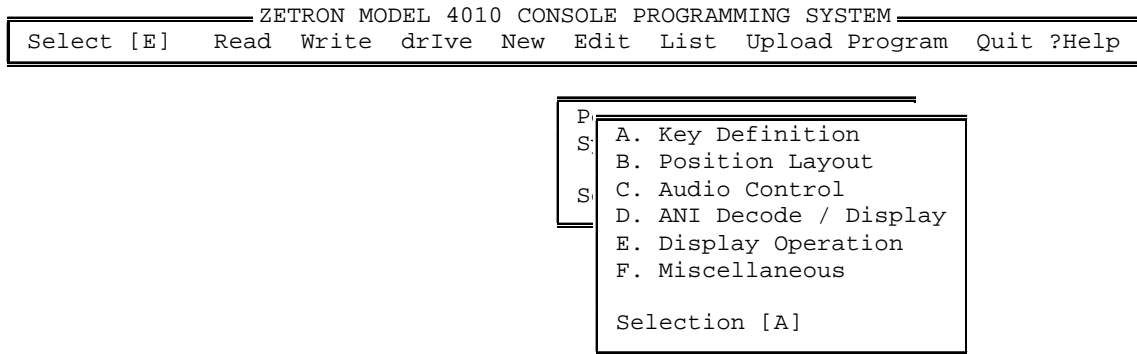 ZETRON MODEL 4010 CONSOLE PROGRAMMING SYSTEM
Select [E] Read Write drIve New Edit List Upload Program Quit ?Help
A. Key Definition
B. Position Layout
C. Audio Control
D. ANI Decode / Display
E. Display Operation
F. Miscellaneous
Selection [A]